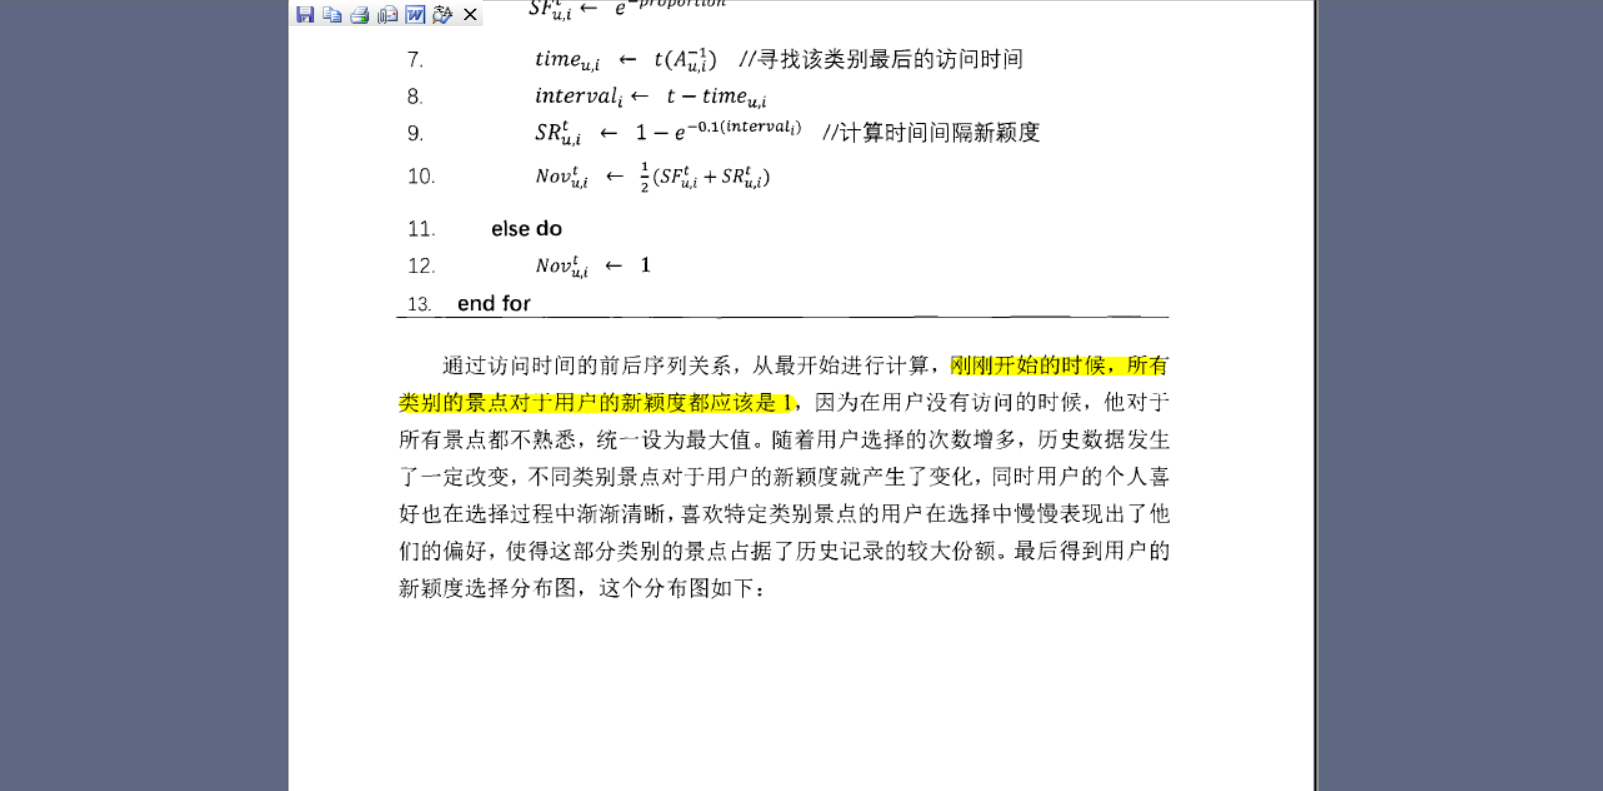 SF^t_{u,i} ← e^{-proportion}
7. time_{u,i} ← t(A^{-1}_{u,i}) //寻找该类别最后的访问时间
8. interval_i ← t − time_{u,i}
9. SR^t_{u,i} ← 1 − e^{-0.1(interval_i)} //计算时间间隔新颖度
10. Nov^t_{u,i} ← \frac{1}{2}(SF^t_{u,i} + SR^t_{u,i})
11. else do
12. Nov^t_{u,i} ← 1
13. end for
通过访问时间的前后序列关系，从最开始进行计算，刚刚开始的时候，所有
类别的景点对于用户的新颖度都应该是 1，因为在用户没有访问的时候，他对于
所有景点都不熟悉，统一设为最大值。随着用户选择的次数增多，历史数据发生
了一定改变，不同类别景点对于用户的新颖度就产生了变化，同时用户的个人喜
好也在选择过程中渐渐清晰，喜欢特定类别景点的用户在选择中慢慢表现出了他
们的偏好，使得这部分类别的景点占据了历史记录的较大份额。最后得到用户的
新颖度选择分布图，这个分布图如下：